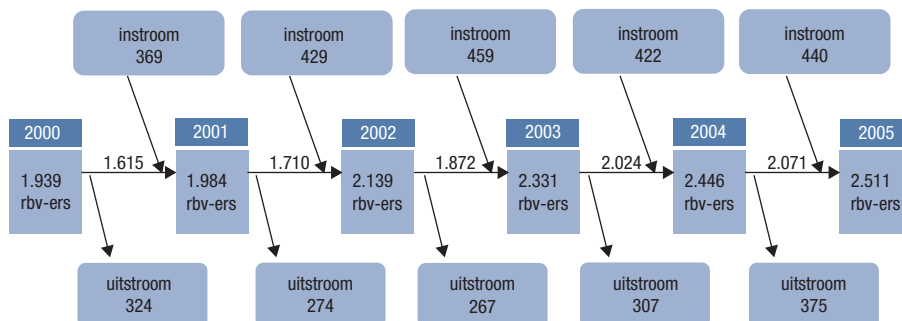 instroom
369
instroom
429
instroom
459
instroom
422
instroom
440
2000
2001
2002
2003
2004
2005
1.615
1.710
1.872
2.024
2.071
1.939
rbv-ers
1.984
rbv-ers
2.139
rbv-ers
2.331
rbv-ers
2.446
rbv-ers
2.511
rbv-ers
uitstroom
324
uitstroom
274
uitstroom
267
uitstroom
307
uitstroom
375